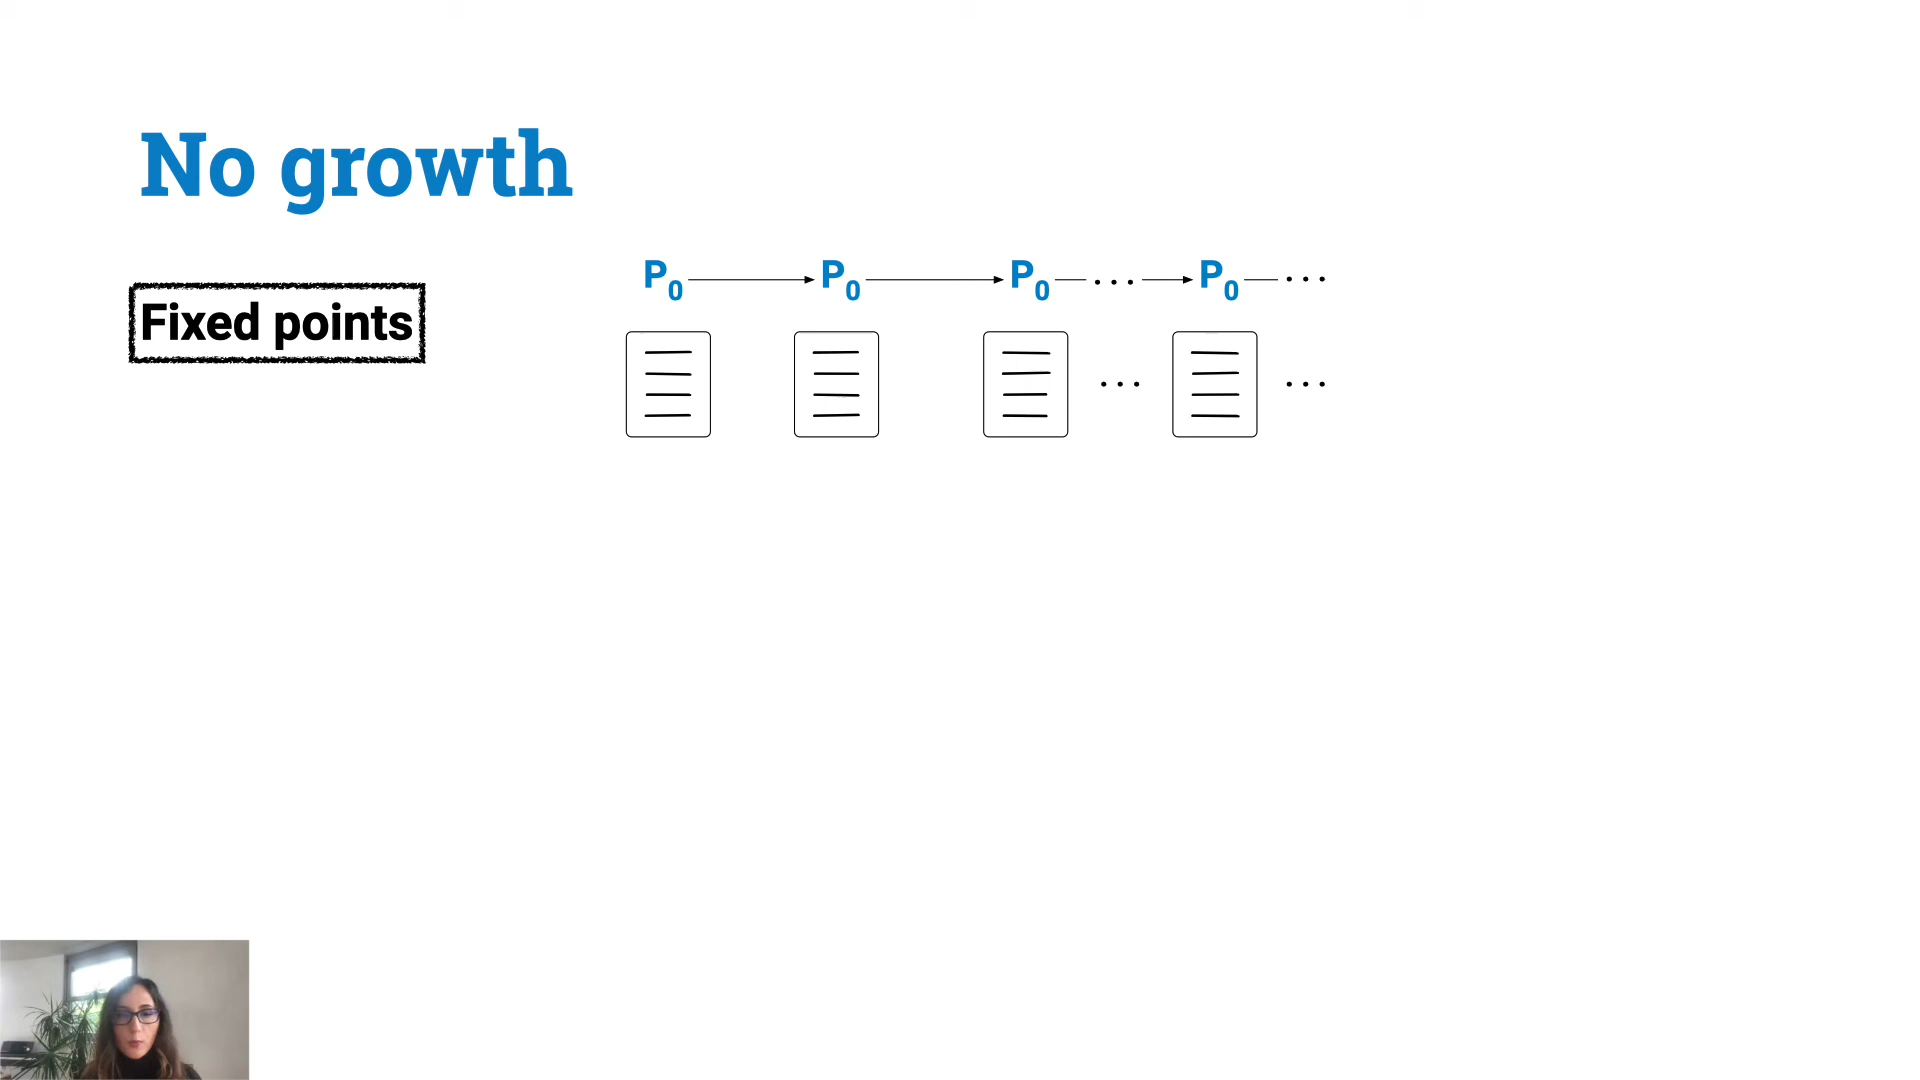 No growth
Fixed points
P₀ P₀ P₀ ... P₀ ...
... ...